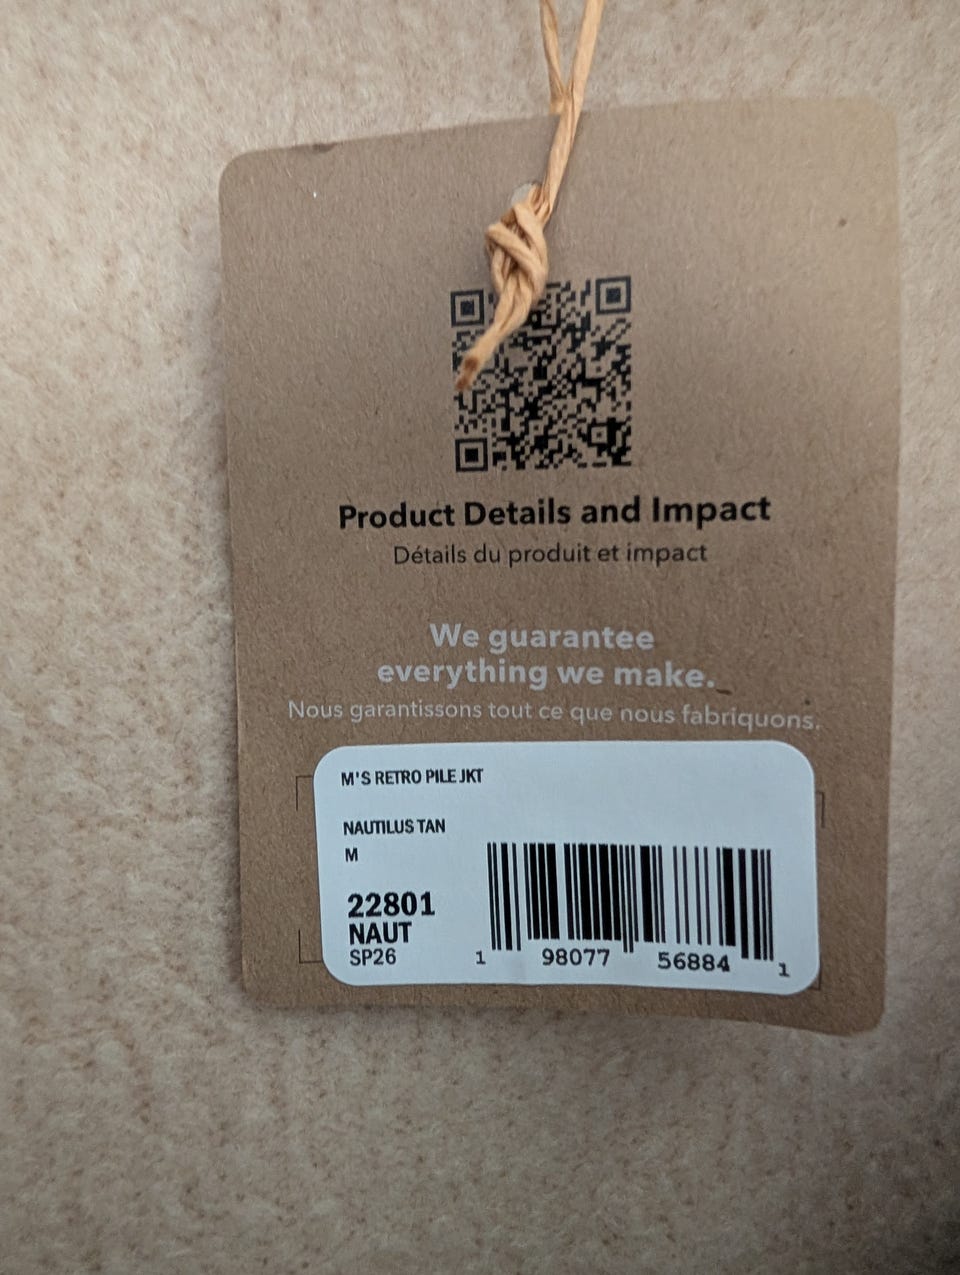 Product Details and Impact
Détails du produit et impact
We guarantee
everything we make.
Nous garantissons tout ce que nous fabriquons.
M'S RETRO PILE JKT
NAUTILUS TAN
M
22801
NAUT
SP26
1 98077 56884 1